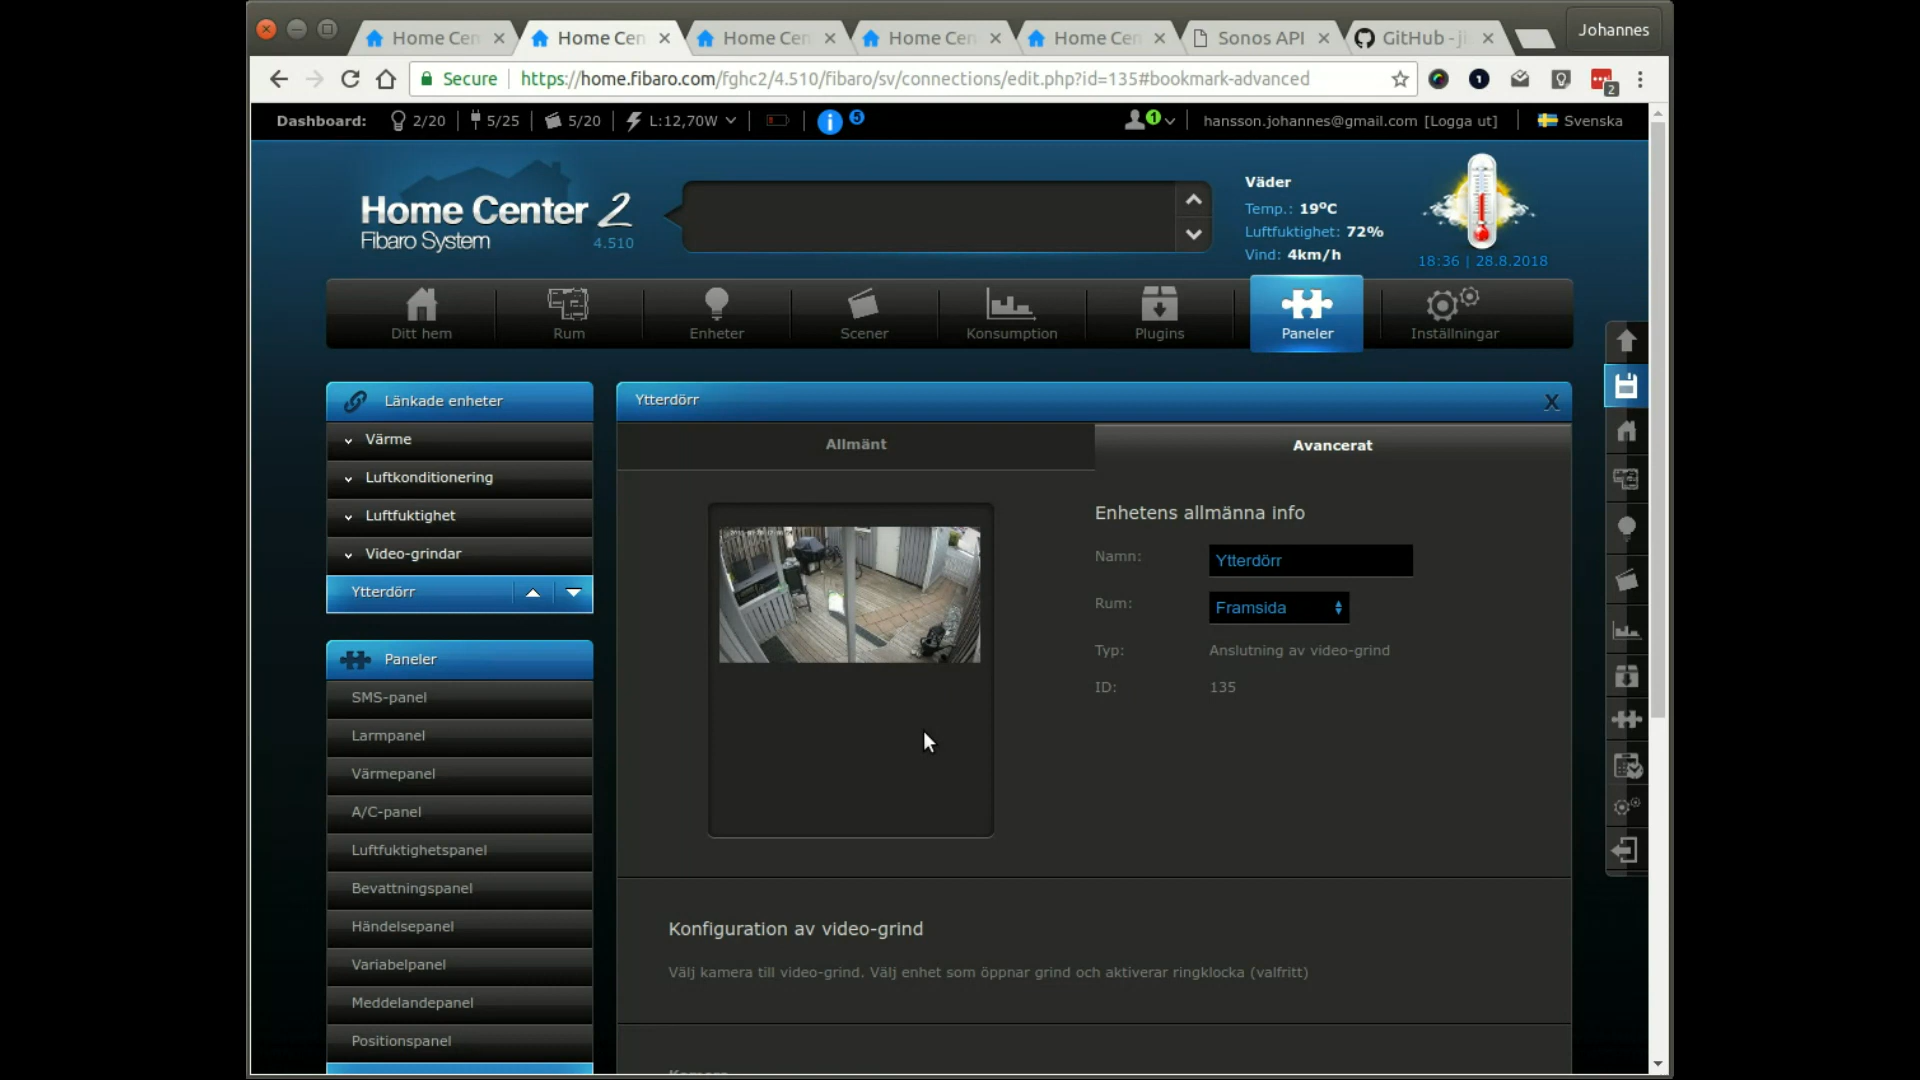 Home Cen
Home Cen
Home Cen
Home Cen
Home Cen
Sonos API
GitHub - ji
Johannes
Secure
https://home.fibaro.com/fghc2/4.510/fibaro/sv/connections/edit.php?id=135#bookmark-advanced
1
2
Dashboard: 2/20 5/25 5/20 L:12,70W 5
1 hansson.johannes@gmail.com [Logga ut] Svenska
Home Center 2
Fibaro System
4.510
Väder
Temp.: 19°C
Luftfuktighet: 72%
Vind: 4km/h
18:36 | 28.8.2018
Ditt hem
Rum
Enheter
Scener
Konsumption
Plugins
Paneler
Inställningar
Länkade enheter
Värme
Luftkonditionering
Luftfuktighet
Video-grindar
Ytterdörr
Paneler
SMS-panel
Larmpanel
Värmepanel
A/C-panel
Luftfuktighetspanel
Bevattningspanel
Händelsepanel
Variabelpanel
Meddelandepanel
Positionspanel
Ytterdörr
X
Allmänt
Avancerat
Enhetens allmänna info
Namn: Ytterdörr
Rum: Framsida
Typ: Anslutning av video-grind
ID: 135
Konfiguration av video-grind
Välj kamera till video-grind. Välj enhet som öppnar grind och aktiverar ringklocka (valfritt)